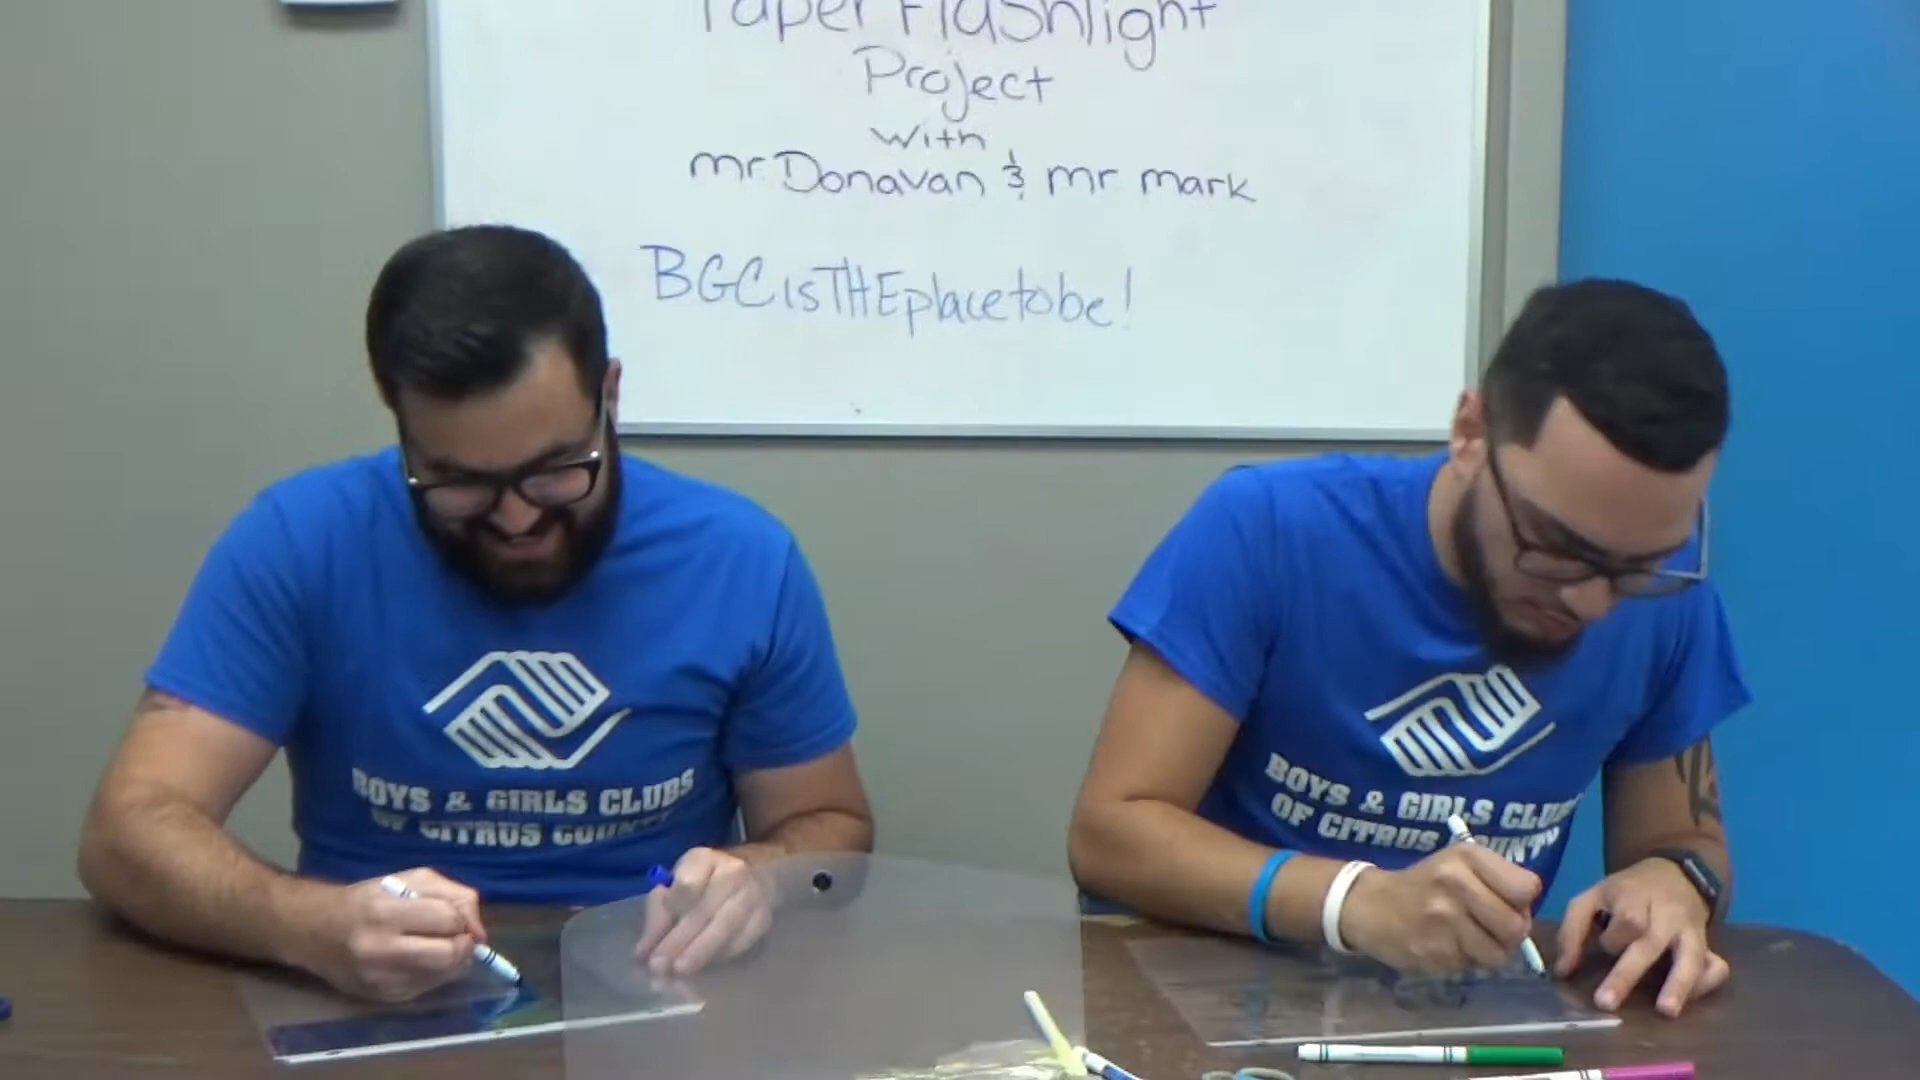 Paper Flashlight
Project
with
mr. Donavan & mr mark
BGCisTHEplacetobe!
BOYS & GIRLS CLUBS
OF CITRUS COUNTY
BOYS & GIRLS CLUB
OF CITRUS COUNTY